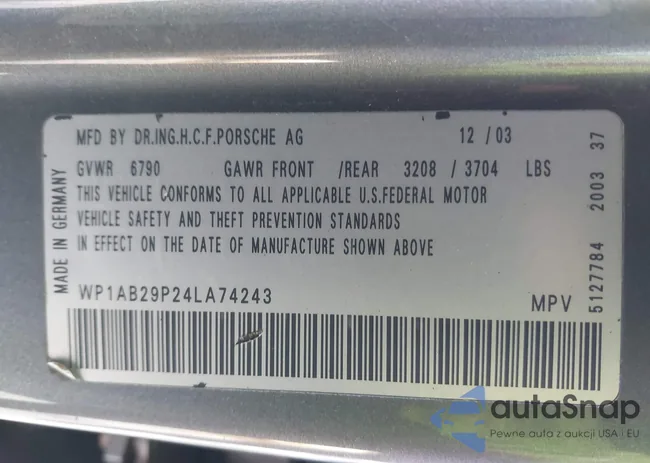 MFD BY DR.ING.H.C.F.PORSCHE AG 12 / 03
GVWR 6790 GAWR FRONT /REAR 3208 / 3704 LBS
THIS VEHICLE CONFORMS TO ALL APPLICABLE U.S.FEDERAL MOTOR
VEHICLE SAFETY AND THEFT PREVENTION STANDARDS
IN EFFECT ON THE DATE OF MANUFACTURE SHOWN ABOVE
WP1AB29P24LA74243 MPV
MADE IN GERMANY
5127784 2003 37
autaSnap
Pewne auta z aukcji USA i EU